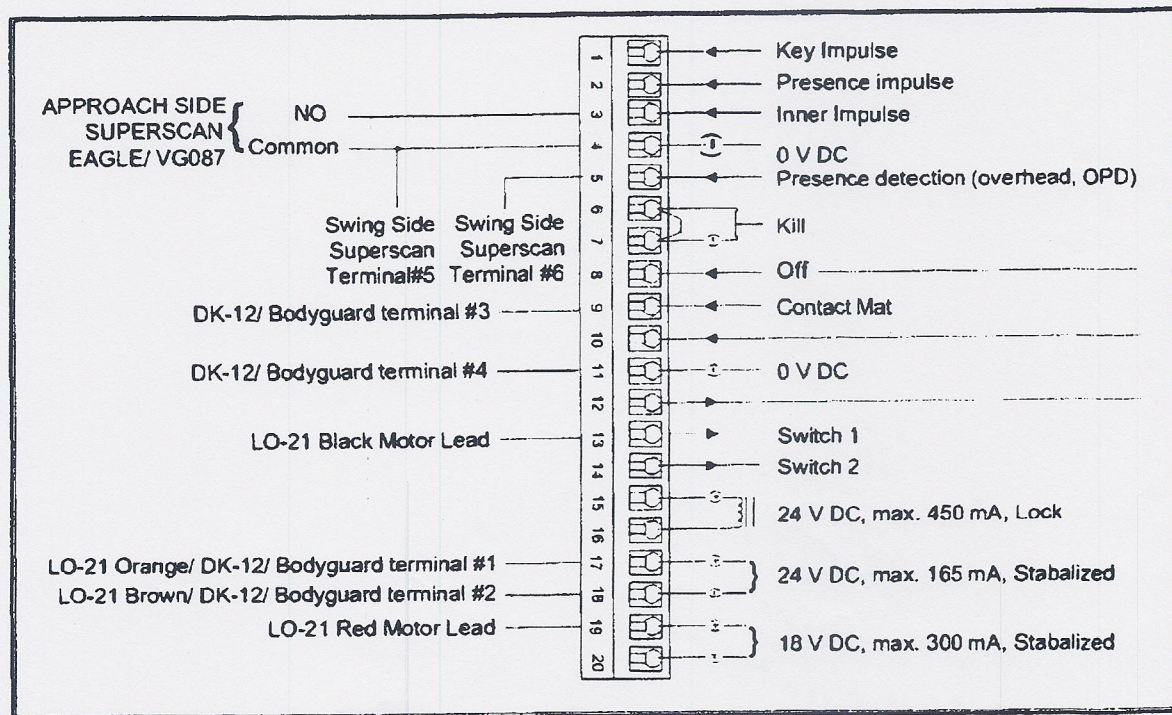 APPROACH SIDE
SUPERSCAN
EAGLE/ VG087
NO
Common
Swing Side
Superscan
Terminal#5
Swing Side
Superscan
Terminal #6
DK-12/ Bodyguard terminal #3
DK-12/ Bodyguard terminal #4
LO-21 Black Motor Lead
LO-21 Orange/ DK-12/ Bodyguard terminal #1
LO-21 Brown/ DK-12/ Bodyguard terminal #2
LO-21 Red Motor Lead
1
2
3
4
5
6
7
8
9
10
11
12
13
14
15
16
17
18
19
20
Key Impulse
Presence impulse
Inner Impulse
0 V DC
Presence detection (overhead, OPD)
Kill
Off
Contact Mat
0 V DC
Switch 1
Switch 2
24 V DC, max. 450 mA, Lock
24 V DC, max. 165 mA, Stabalized
18 V DC, max. 300 mA, Stabalized